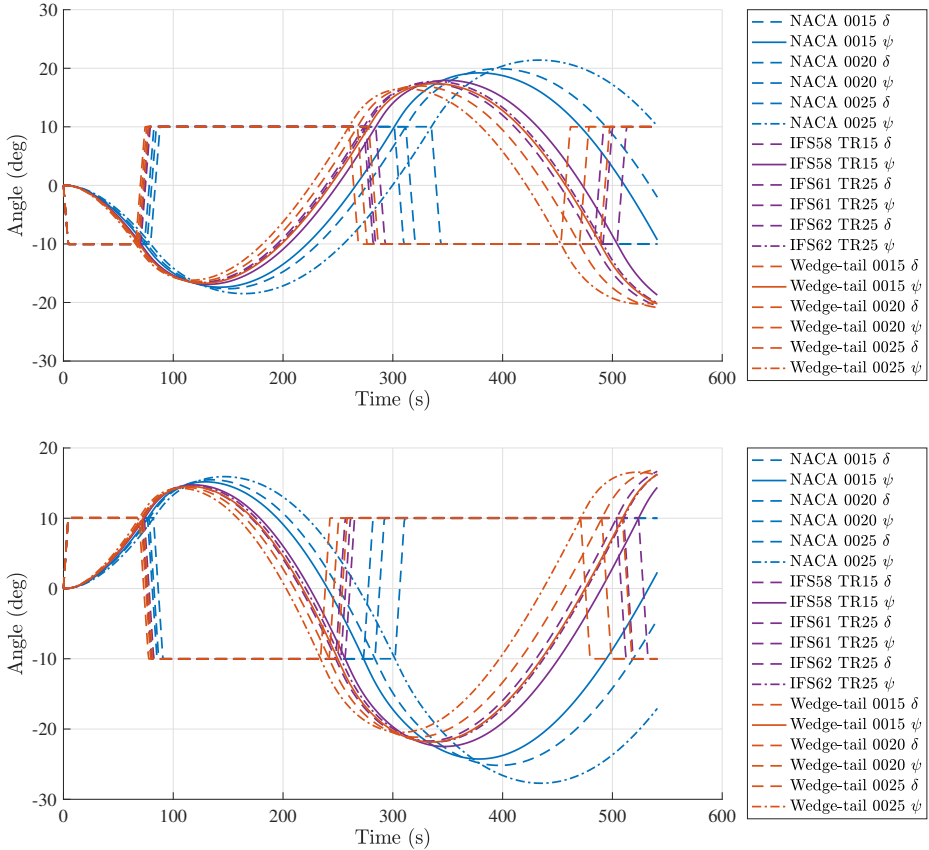 30
20
10
0
-10
-20
-30
Angle (deg)
0 100 200 300 400 500 600
Time (s)
NACA 0015 δ
NACA 0015 ψ
NACA 0020 δ
NACA 0020 ψ
NACA 0025 δ
NACA 0025 ψ
IFS58 TR15 δ
IFS58 TR15 ψ
IFS61 TR25 δ
IFS61 TR25 ψ
IFS62 TR25 δ
IFS62 TR25 ψ
Wedge-tail 0015 δ
Wedge-tail 0015 ψ
Wedge-tail 0020 δ
Wedge-tail 0020 ψ
Wedge-tail 0025 δ
Wedge-tail 0025 ψ
20
10
0
-10
-20
-30
Angle (deg)
0 100 200 300 400 500 600
Time (s)
NACA 0015 δ
NACA 0015 ψ
NACA 0020 δ
NACA 0020 ψ
NACA 0025 δ
NACA 0025 ψ
IFS58 TR15 δ
IFS58 TR15 ψ
IFS61 TR25 δ
IFS61 TR25 ψ
IFS62 TR25 δ
IFS62 TR25 ψ
Wedge-tail 0015 δ
Wedge-tail 0015 ψ
Wedge-tail 0020 δ
Wedge-tail 0020 ψ
Wedge-tail 0025 δ
Wedge-tail 0025 ψ